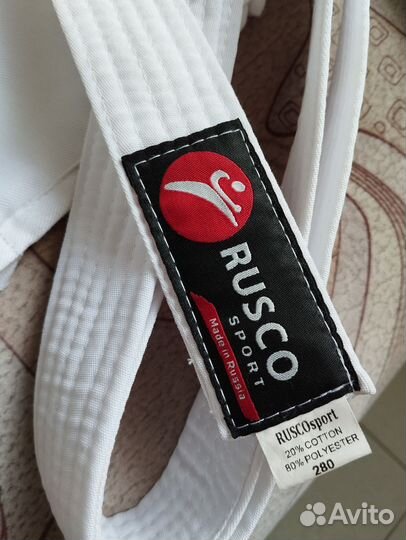 RUSCO
SPORT
Made in Russia
RUSCOsport
20% COTTON
80% POLYESTER
280
Avito